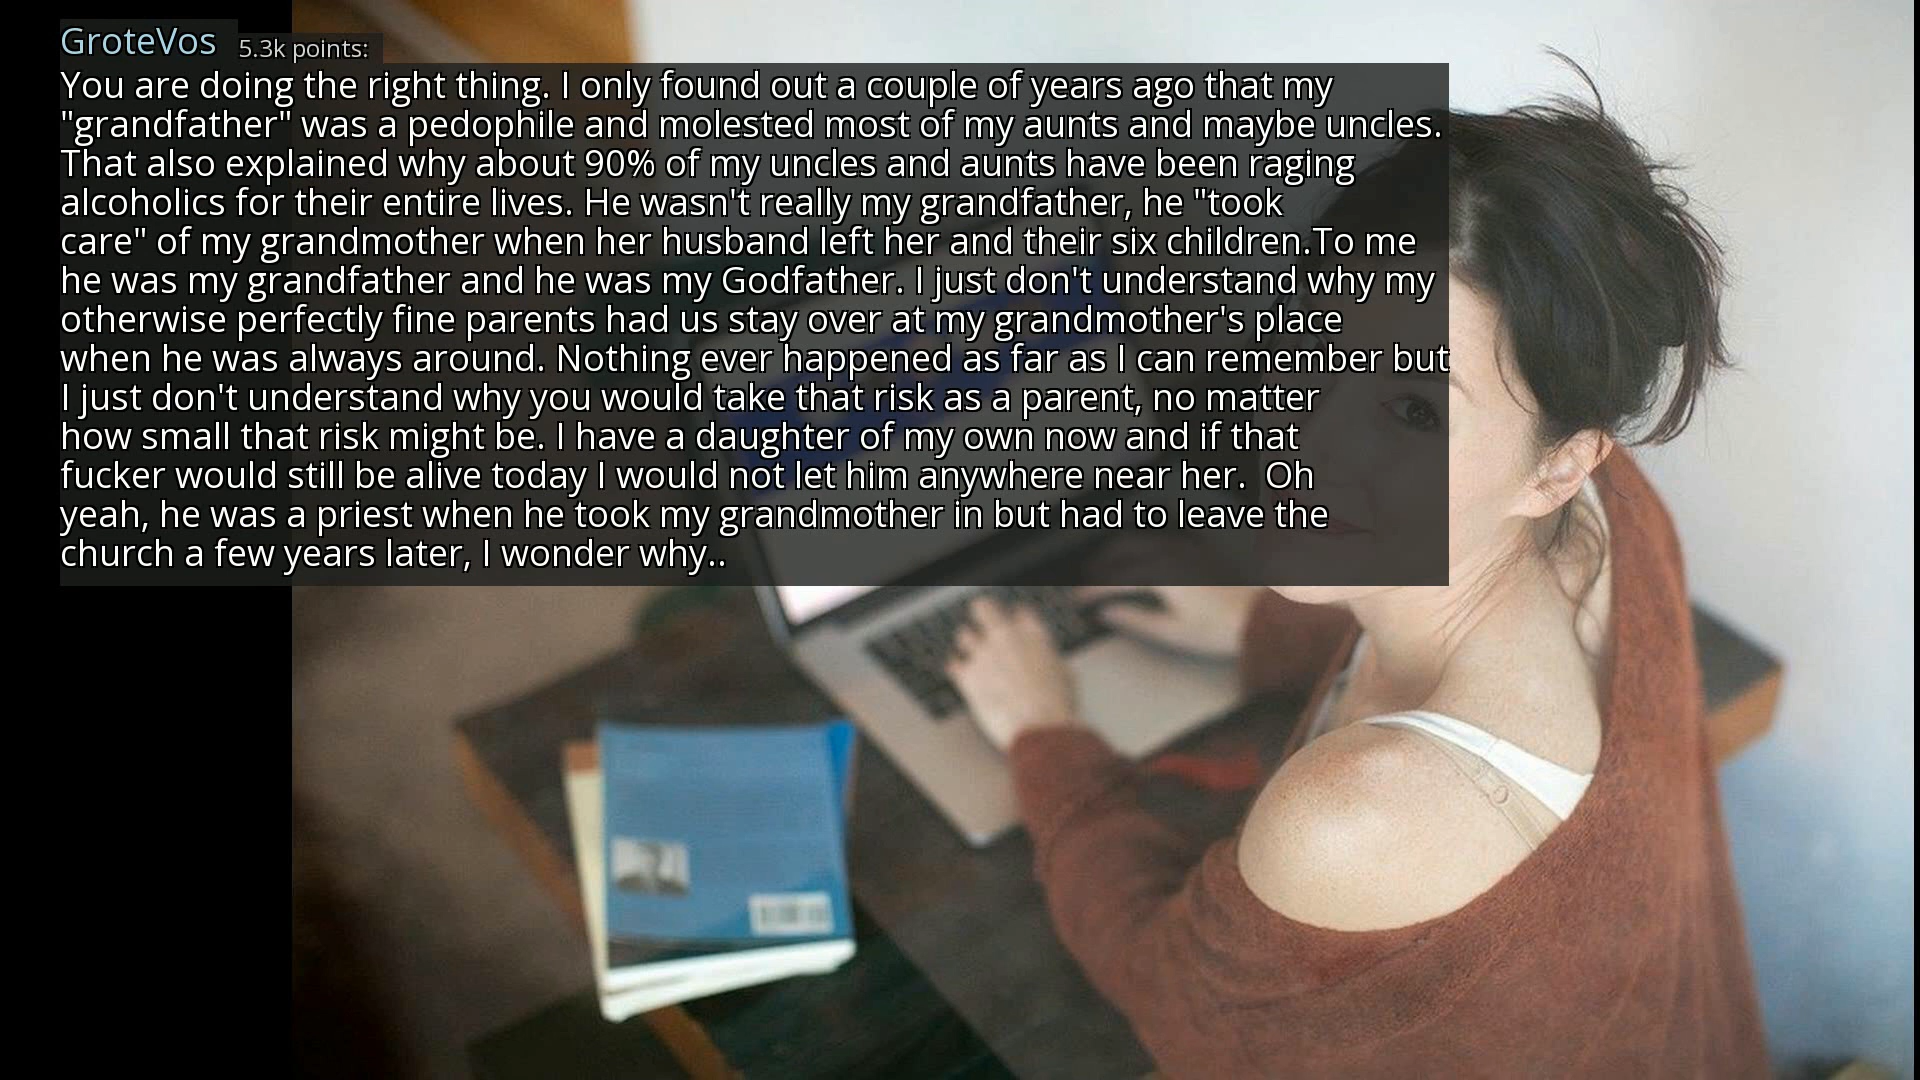 GroteVos 5.3k points:
You are doing the right thing. I only found out a couple of years ago that my
"grandfather" was a pedophile and molested most of my aunts and maybe uncles.
That also explained why about 90% of my uncles and aunts have been raging
alcoholics for their entire lives. He wasn't really my grandfather, he "took
care" of my grandmother when her husband left her and their six children.To me
he was my grandfather and he was my Godfather. I just don't understand why my
otherwise perfectly fine parents had us stay over at my grandmother's place
when he was always around. Nothing ever happened as far as I can remember but
I just don't understand why you would take that risk as a parent, no matter
how small that risk might be. I have a daughter of my own now and if that
fucker would still be alive today I would not let him anywhere near her.  Oh
yeah, he was a priest when he took my grandmother in but had to leave the
church a few years later, I wonder why..